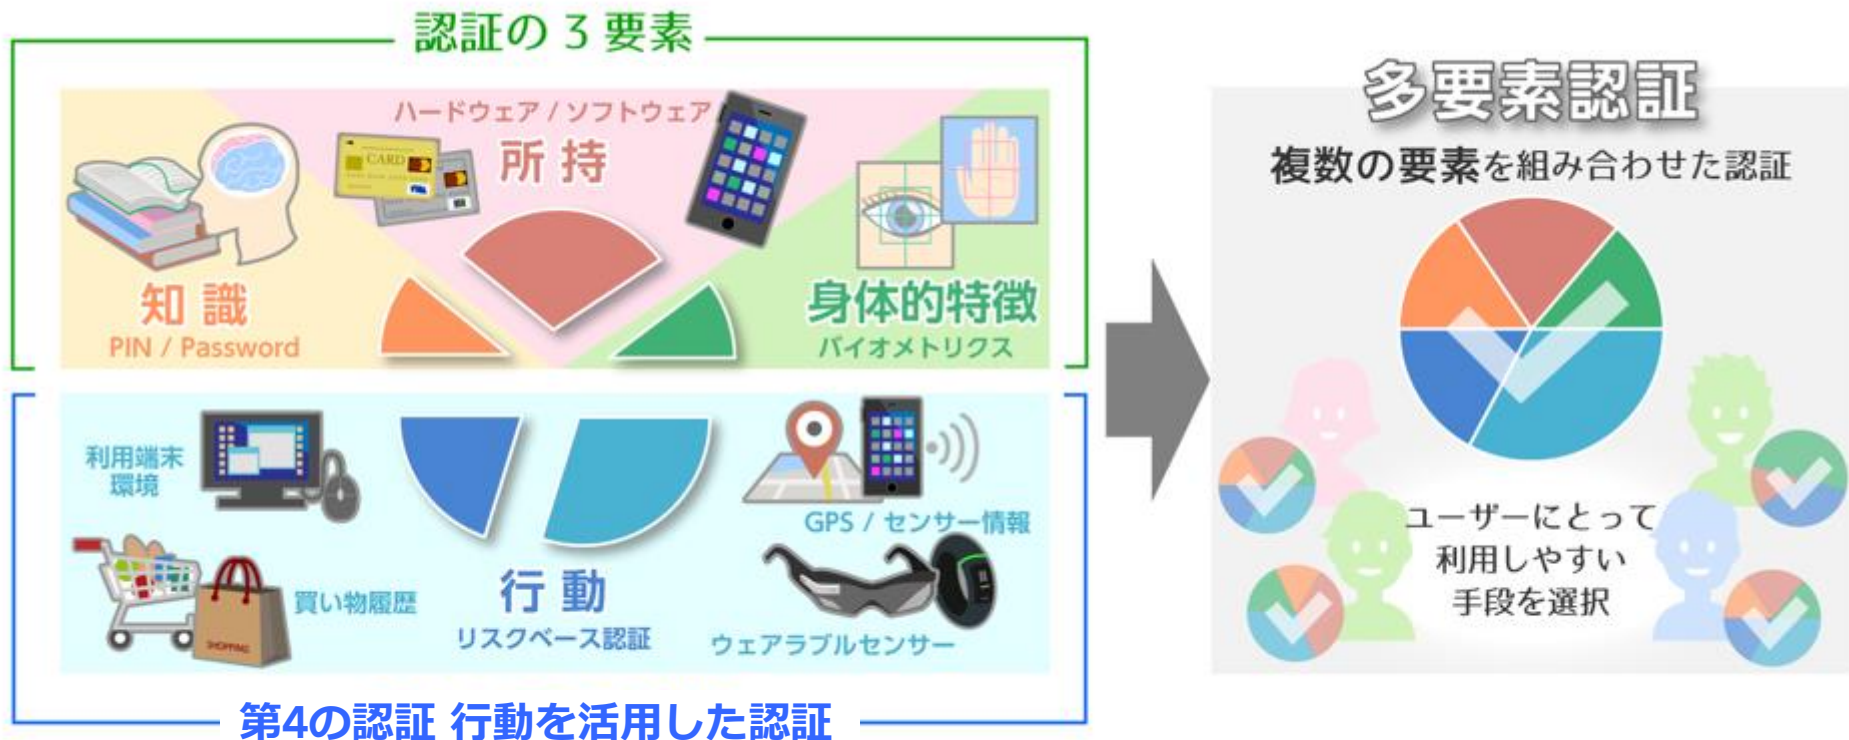 認証の3要素
ハードウェア / ソフトウェア
所持
CARD
知識
PIN / Password
身体的特徴
バイオメトリクス
利用端末
環境
GPS / センサー情報
買い物履歴
SHOPPING
行動
リスクベース認証
ウェアラブルセンサー
第4の認証 行動を活用した認証
多要素認証
複数の要素を組み合わせた認証
ユーザーにとって
利用しやすい
手段を選択